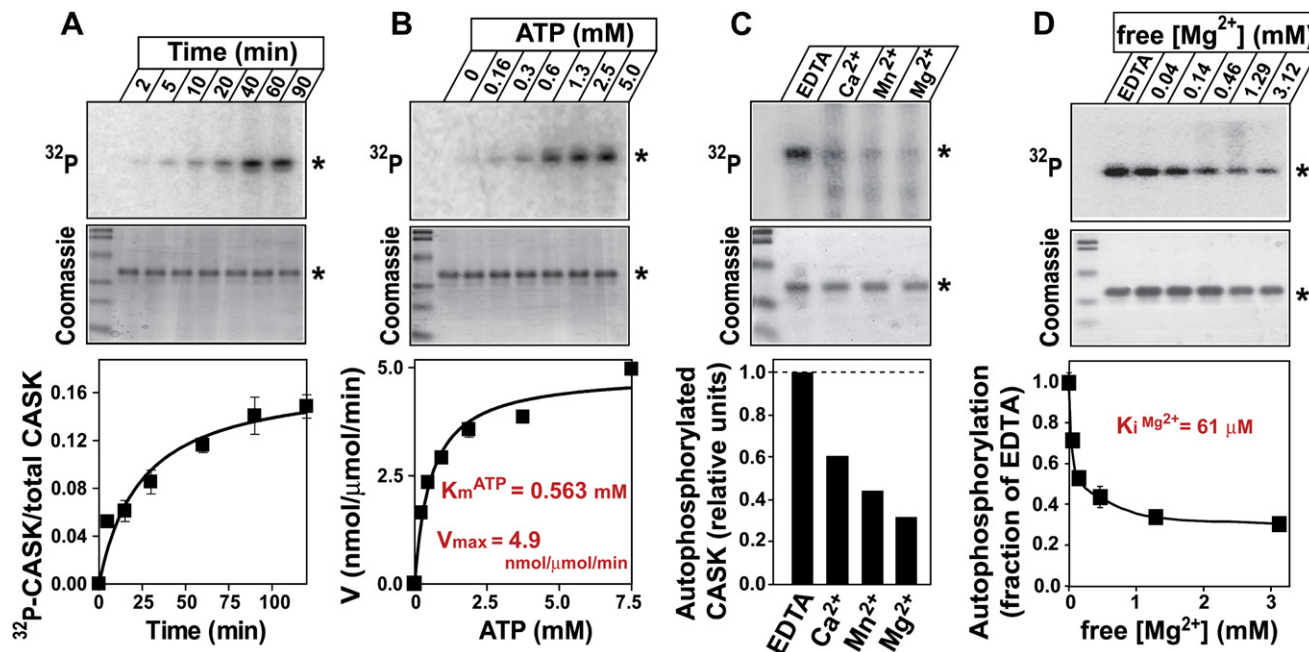 A
Time (min)
2 5 10 20 40 60 90
³²P
*
Coomassie
*
³²P-CASK/total CASK
0.16
0.12
0.08
0.04
0.00
0 50 100
Time (min)
B
ATP (mM)
0 0.16 0.3 0.6 1.3 2.5 5.0
*
Coomassie
*
V (nmol/μmol/min)
5.0
2.5
0.0
Km^ATP = 0.563 mM
Vmax = 4.9
nmol/μmol/min
0.0 2.5 5.0 7.5
ATP (mM)
C
EDTA Ca²⁺ Mn²⁺ Mg²⁺
³²P
*
Coomassie
*
Autophosphorylated
CASK (relative units)
1.0
0.8
0.6
0.4
0.2
0.0
EDTA Ca²⁺ Mn²⁺ Mg²⁺
D
free [Mg²⁺] (mM)
EDTA 0.04 0.14 0.46 1.29 3.12
³²P
*
Coomassie
*
Autophosphorylation
(fraction of EDTA)
1.0
0.8
0.6
0.4
0.2
0.0
Ki^Mg²⁺ = 61 μM
0 1 2 3
free [Mg²⁺] (mM)